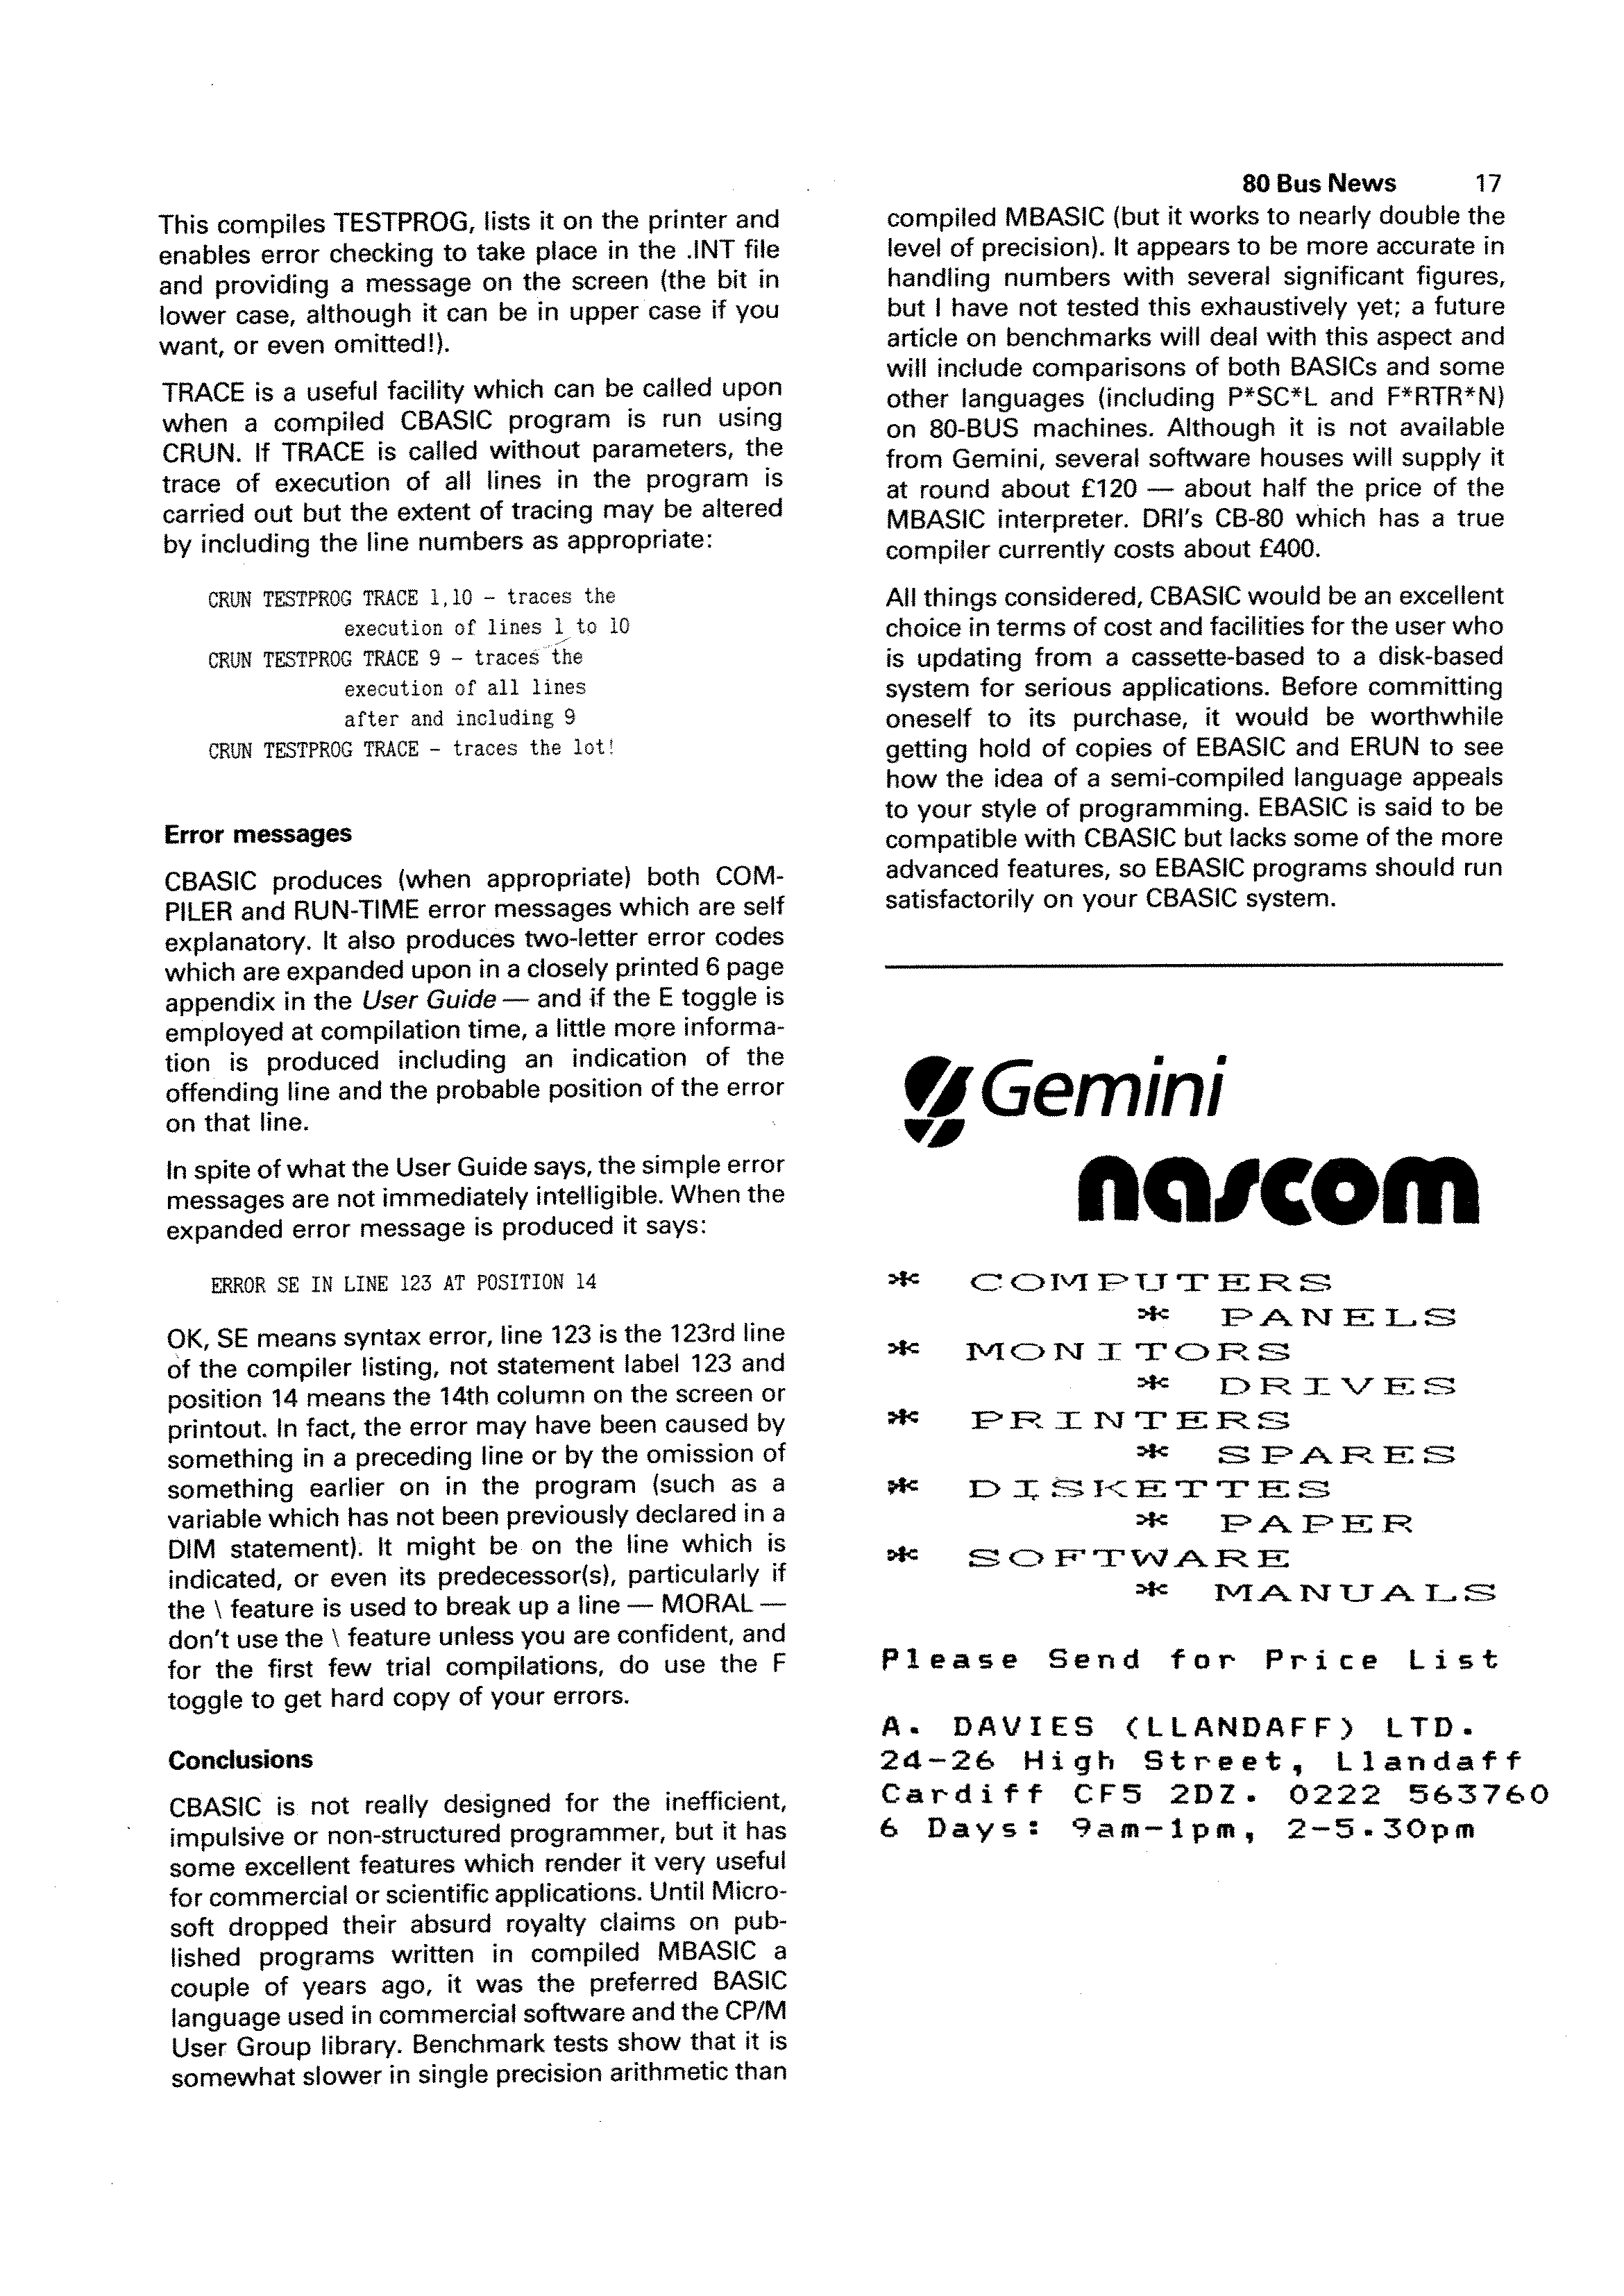 80 Bus News 17
This compiles TESTPROG, lists it on the printer and
enables error checking to take place in the .INT file
and providing a message on the screen (the bit in
lower case, although it can be in upper case if you
want, or even omitted!).
TRACE is a useful facility which can be called upon
when a compiled CBASIC program is run using
CRUN. If TRACE is called without parameters, the
trace of execution of all lines in the program is
carried out but the extent of tracing may be altered
by including the line numbers as appropriate:
CRUN TESTPROG TRACE 1,10 – traces the
execution of lines 1 to 10
CRUN TESTPROG TRACE 9 – traces the
execution of all lines
after and including 9
CRUN TESTPROG TRACE – traces the lot!
Error messages
CBASIC produces (when appropriate) both COM-
PILER and RUN-TIME error messages which are self
explanatory. It also produces two-letter error codes
which are expanded upon in a closely printed 6 page
appendix in the User Guide — and if the E toggle is
employed at compilation time, a little more informa-
tion is produced including an indication of the
offending line and the probable position of the error
on that line.
In spite of what the User Guide says, the simple error
messages are not immediately intelligible. When the
expanded error message is produced it says:
ERROR SE IN LINE 123 AT POSITION 14
OK, SE means syntax error, line 123 is the 123rd line
of the compiler listing, not statement label 123 and
position 14 means the 14th column on the screen or
printout. In fact, the error may have been caused by
something in a preceding line or by the omission of
something earlier on in the program (such as a
variable which has not been previously declared in a
DIM statement). It might be on the line which is
indicated, or even its predecessor(s), particularly if
the \ feature is used to break up a line — MORAL —
don't use the \ feature unless you are confident, and
for the first few trial compilations, do use the F
toggle to get hard copy of your errors.
Conclusions
CBASIC is not really designed for the inefficient,
impulsive or non-structured programmer, but it has
some excellent features which render it very useful
for commercial or scientific applications. Until Micro-
soft dropped their absurd royalty claims on pub-
lished programs written in compiled MBASIC a
couple of years ago, it was the preferred BASIC
language used in commercial software and the CP/M
User Group library. Benchmark tests show that it is
somewhat slower in single precision arithmetic than
compiled MBASIC (but it works to nearly double the
level of precision). It appears to be more accurate in
handling numbers with several significant figures,
but I have not tested this exhaustively yet; a future
article on benchmarks will deal with this aspect and
will include comparisons of both BASICs and some
other languages (including P*SC*L and F*RTR*N)
on 80-BUS machines. Although it is not available
from Gemini, several software houses will supply it
at round about £120 — about half the price of the
MBASIC interpreter. DRI's CB-80 which has a true
compiler currently costs about £400.
All things considered, CBASIC would be an excellent
choice in terms of cost and facilities for the user who
is updating from a cassette-based to a disk-based
system for serious applications. Before committing
oneself to its purchase, it would be worthwhile
getting hold of copies of EBASIC and ERUN to see
how the idea of a semi-compiled language appeals
to your style of programming. EBASIC is said to be
compatible with CBASIC but lacks some of the more
advanced features, so EBASIC programs should run
satisfactorily on your CBASIC system.
Gemini
nascom
* COMPUTERS
* PANELS
* MONITORS
* DRIVES
* PRINTERS
* SPARES
* DISKETTES
* PAPER
* SOFTWARE
* MANUALS
Please Send for Price List
A. DAVIES (LLANDAFF) LTD.
24-26 High Street, Llandaff
Cardiff CF5 2DZ. 0222 563760
6 Days: 9am-1pm, 2-5.30pm